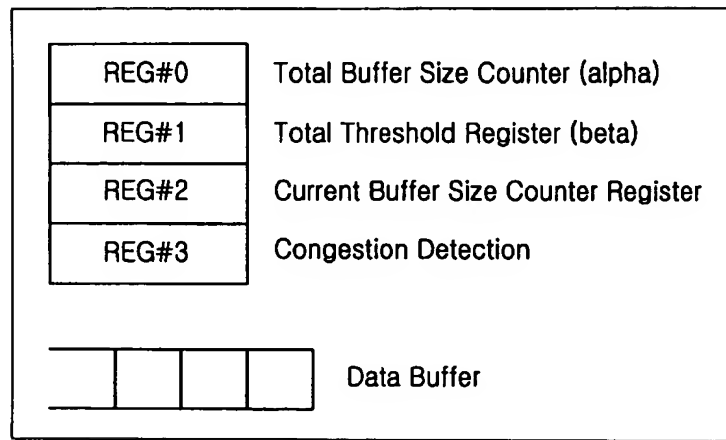 REG#0 Total Buffer Size Counter (alpha)
REG#1 Total Threshold Register (beta)
REG#2 Current Buffer Size Counter Register
REG#3 Congestion Detection
Data Buffer